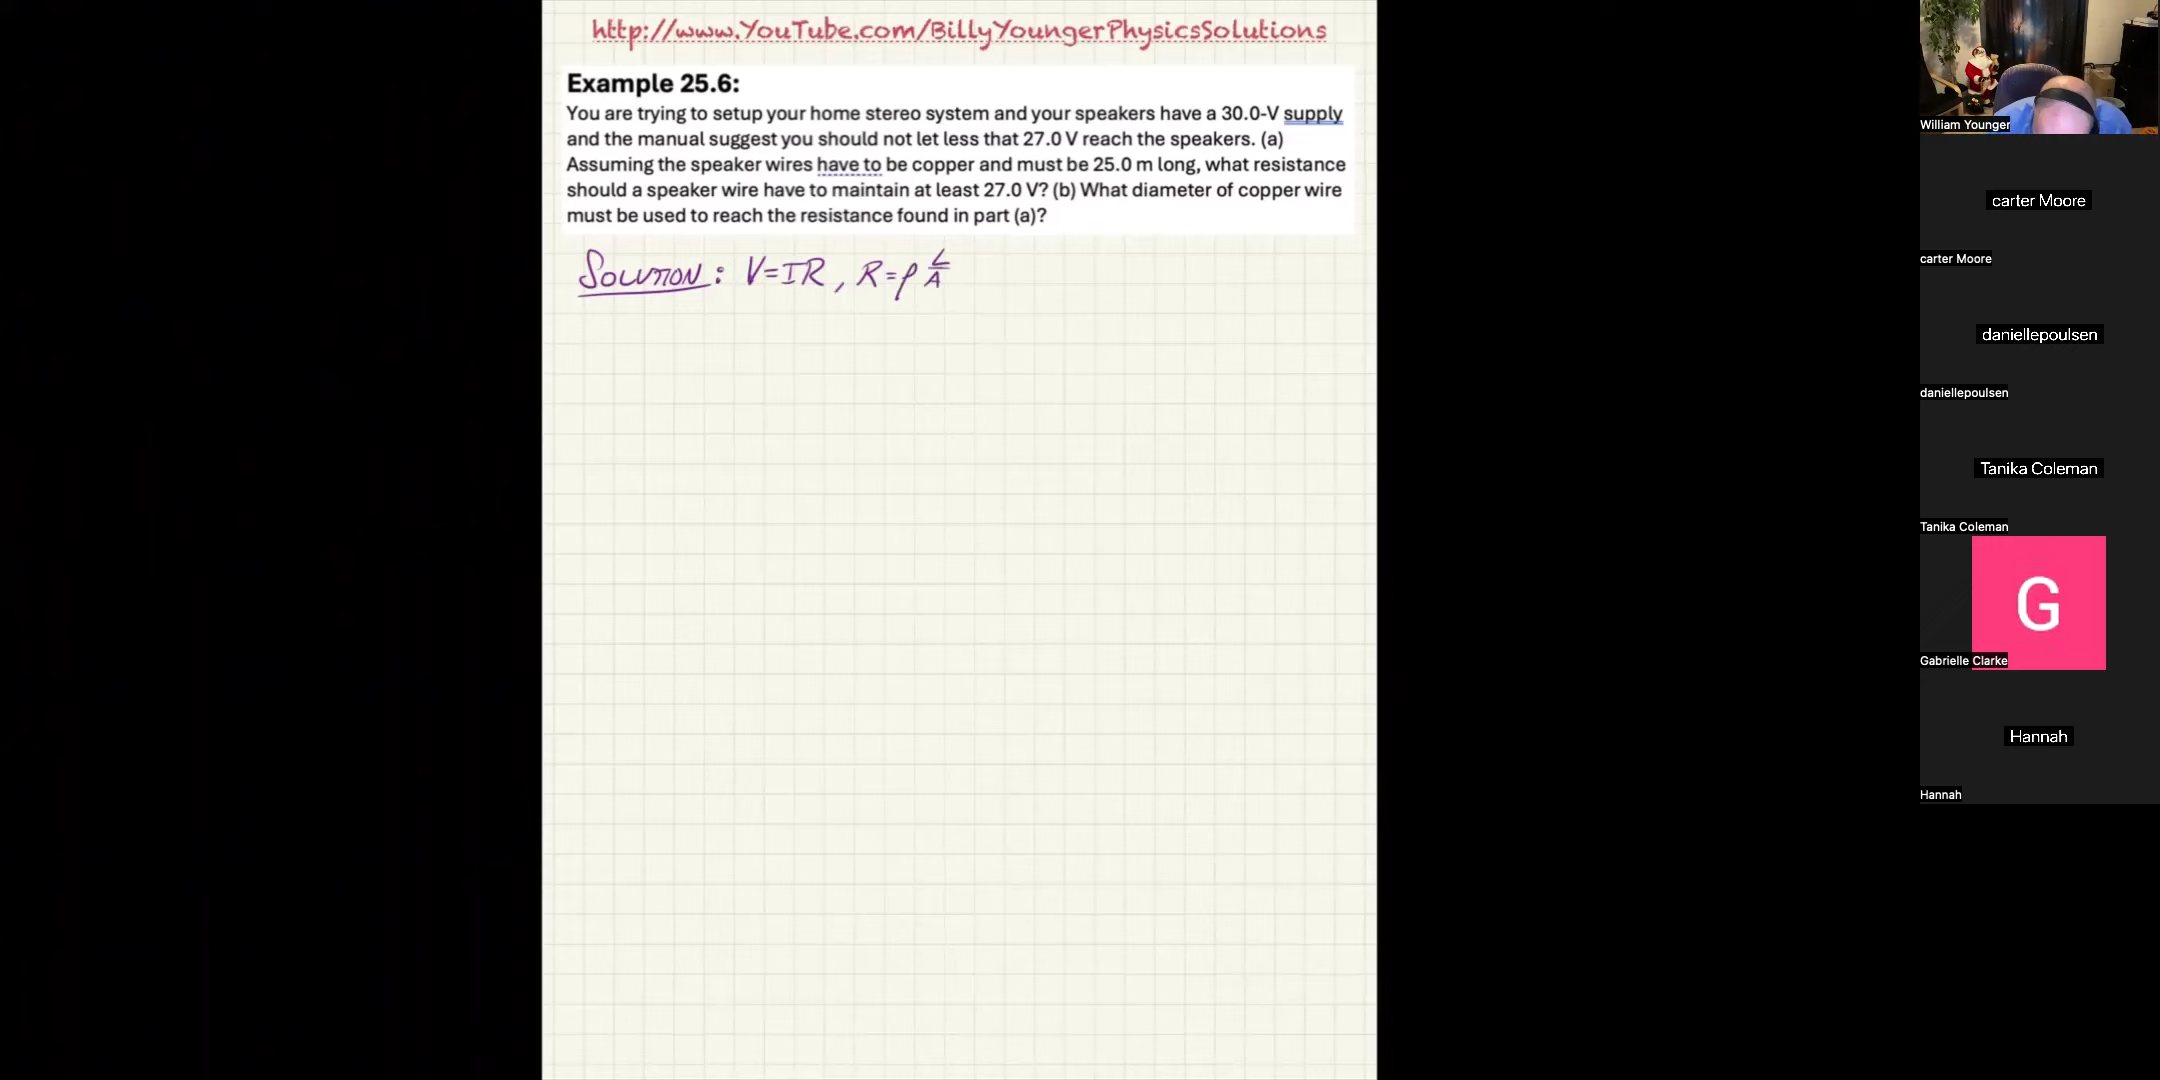 http://www.YouTube.com/BillyYoungerPhysicsSolutions
Example 25.6:
You are trying to setup your home stereo system and your speakers have a 30.0-V supply
and the manual suggest you should not let less that 27.0 V reach the speakers. (a)
Assuming the speaker wires have to be copper and must be 25.0 m long, what resistance
should a speaker wire have to maintain at least 27.0 V? (b) What diameter of copper wire
must be used to reach the resistance found in part (a)?
SOLUTION: V=IR, R=ρ L/A
William Younger
carter Moore
carter Moore
daniellepoulsen
daniellepoulsen
Tanika Coleman
Tanika Coleman
G
Gabrielle Clarke
Hannah
Hannah